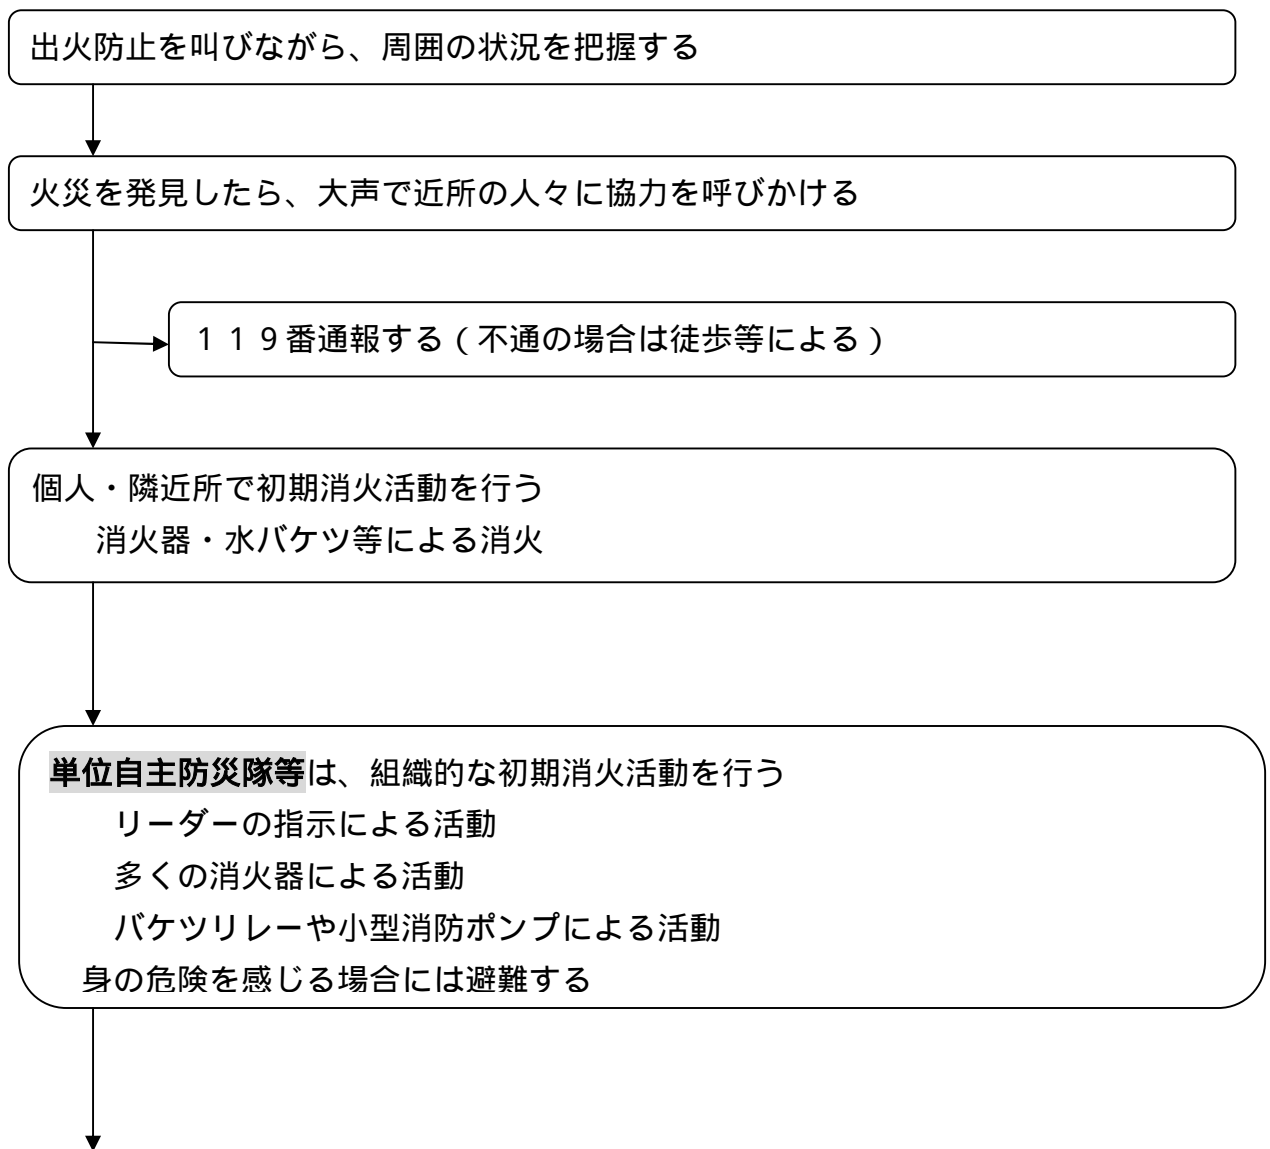 出火防止を叫びながら、周囲の状況を把握する
火災を発見したら、大声で近所の人々に協力を呼びかける
１１９番通報する（不通の場合は徒歩等による）
個人・隣近所で初期消火活動を行う
消火器・水バケツ等による消火
単位自主防災隊等は、組織的な初期消火活動を行う
リーダーの指示による活動
多くの消火器による活動
バケツリレーや小型消防ポンプによる活動
身の危険を感じる場合には避難する